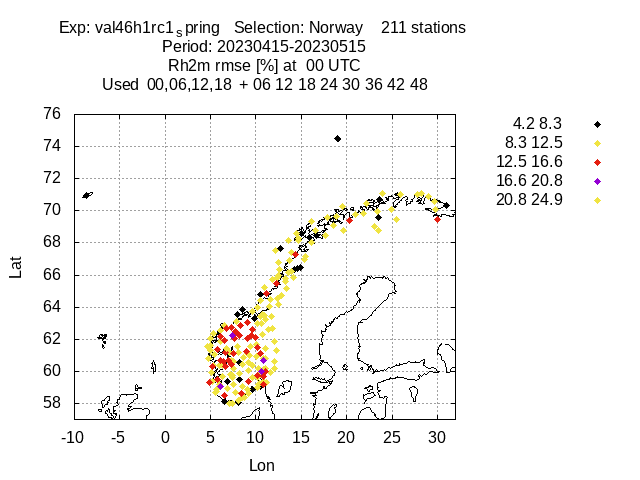 Exp: val46h1rc1spring Selection: Norway 211 stations
Period: 20230415-20230515
Rh2m rmse [%] at 00 UTC
Used 00,06,12,18 + 06 12 18 24 30 36 42 48
4.2 8.3
8.3 12.5
12.5 16.6
16.6 20.8
20.8 24.9
76
74
72
70
68
66
64
62
60
58
Lat
-10 -5 0 5 10 15 20 25 30
Lon